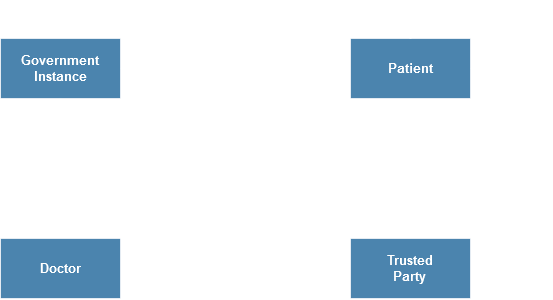 Government
Instance
Patient
Doctor
Trusted
Party